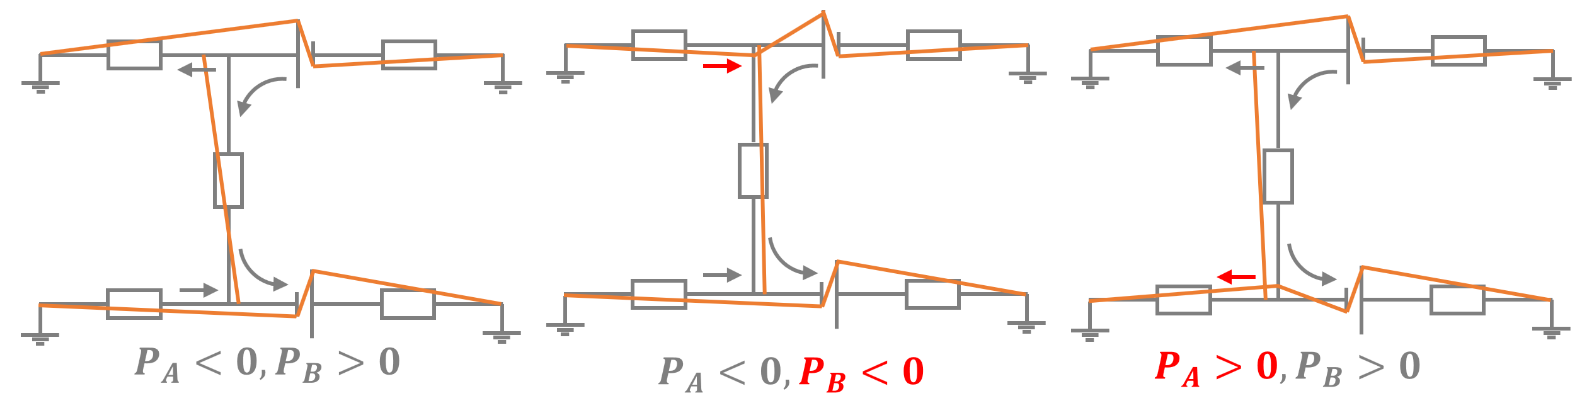 P_A < 0, P_B > 0
P_A < 0, P_B < 0
P_A > 0, P_B > 0